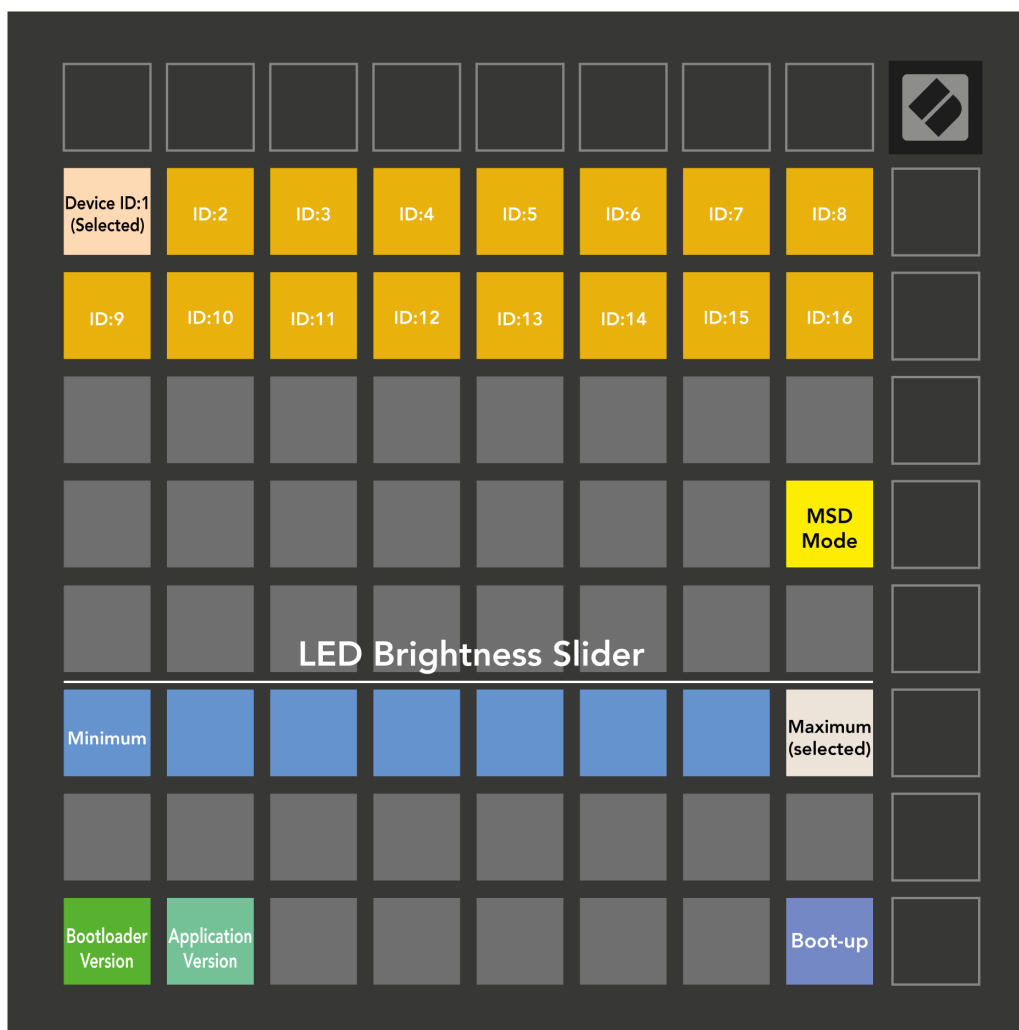 Device ID:1
(Selected)
ID:2
ID:3
ID:4
ID:5
ID:6
ID:7
ID:8
ID:9
ID:10
ID:11
ID:12
ID:13
ID:14
ID:15
ID:16
MSD
Mode
LED Brightness Slider
Minimum
Maximum
(selected)
Bootloader
Version
Application
Version
Boot-up